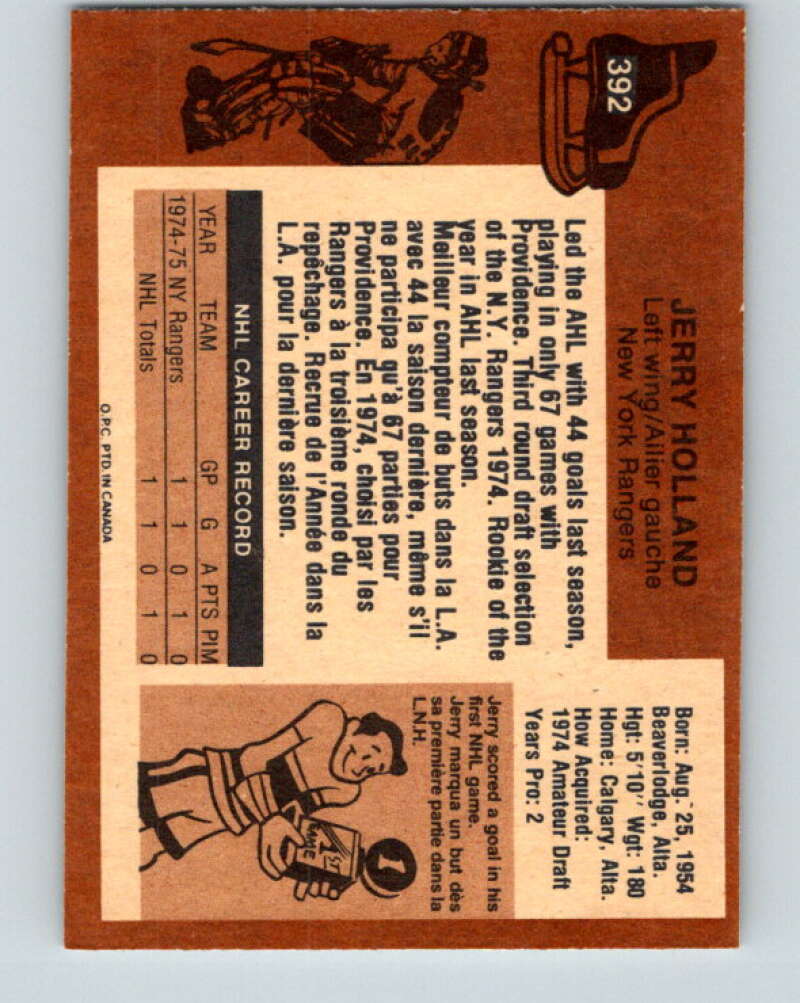 392
JERRY HOLLAND
Left wing/Ailier gauche
New York Rangers
Born: Aug. 25, 1954
Beaverlodge, Alta.
Hgt: 5'10" Wgt: 180
Home: Calgary, Alta.
How Acquired:
1974 Amateur Draft
Years Pro: 2
Led the AHL with 44 goals last season,
playing in only 67 games with
Providence. Third round draft selection
of the N.Y. Rangers 1974. Rookie of the
year in AHL last season.
Meilleur compteur de buts dans la L.A.
avec 44 la saison dernière, même s'il
ne participa qu'à 67 parties pour
Providence. En 1974, choisi par les
Rangers à la troisième ronde du
repêchage. Recrue de l'Année dans la
L.A. pour la dernière saison.
NHL CAREER RECORD
YEAR TEAM GP G A PTS PIM
1974-75 NY Rangers 1 1 0 1 0
NHL Totals 1 1 0 1 0
Jerry scored a goal in his
first NHL game.
Jerry marqua un but dès
sa première partie dans la
L.N.H.
1
1ST
GAME
O.P.C. PTD. IN CANADA